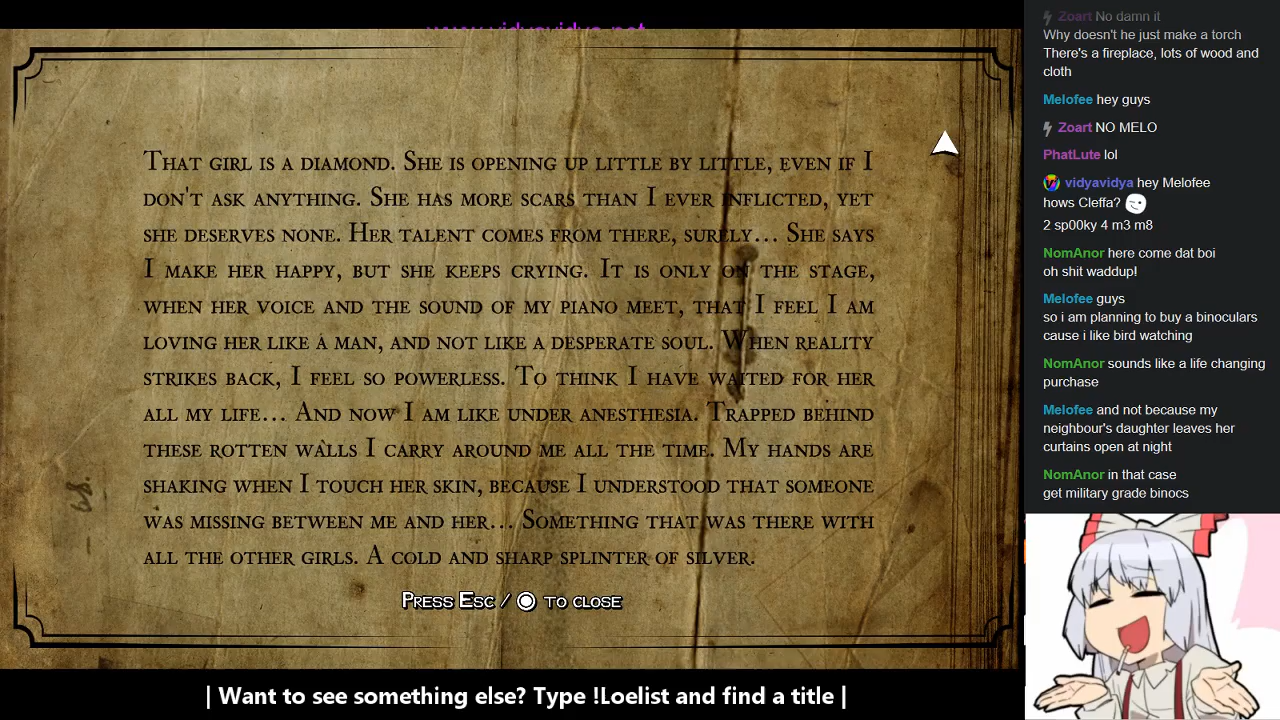 www.vidyavidya.net
That girl is a diamond. She is opening up little by little, even if I
don't ask anything. She has more scars than I ever inflicted, yet
she deserves none. Her talent comes from there, surely... She says
I make her happy, but she keeps crying. It is only on the stage,
when her voice and the sound of my piano meet, that I feel I am
loving her like a man, and not like a desperate soul. When reality
strikes back, I feel so powerless. To think I have waited for her
all my life... And now I am like under anesthesia. Trapped behind
these rotten walls I carry around me all the time. My hands are
shaking when I touch her skin, because I understood that someone
was missing between me and her... Something that was there with
all the other girls. A cold and sharp splinter of silver.
Press Esc / to close
| Want to see something else? Type !Loelist and find a title |
Zoart No damn it
Why doesn't he just make a torch
There's a fireplace, lots of wood and
cloth
Melofee hey guys
Zoart NO MELO
PhatLute lol
vidyavidya hey Melofee
hows Cleffa?
2 sp00ky 4 m3 m8
NomAnor here come dat boi
oh shit waddup!
Melofee guys
so i am planning to buy a binoculars
cause i like bird watching
NomAnor sounds like a life changing
purchase
Melofee and not because my
neighbour's daughter leaves her
curtains open at night
NomAnor in that case
get military grade binocs